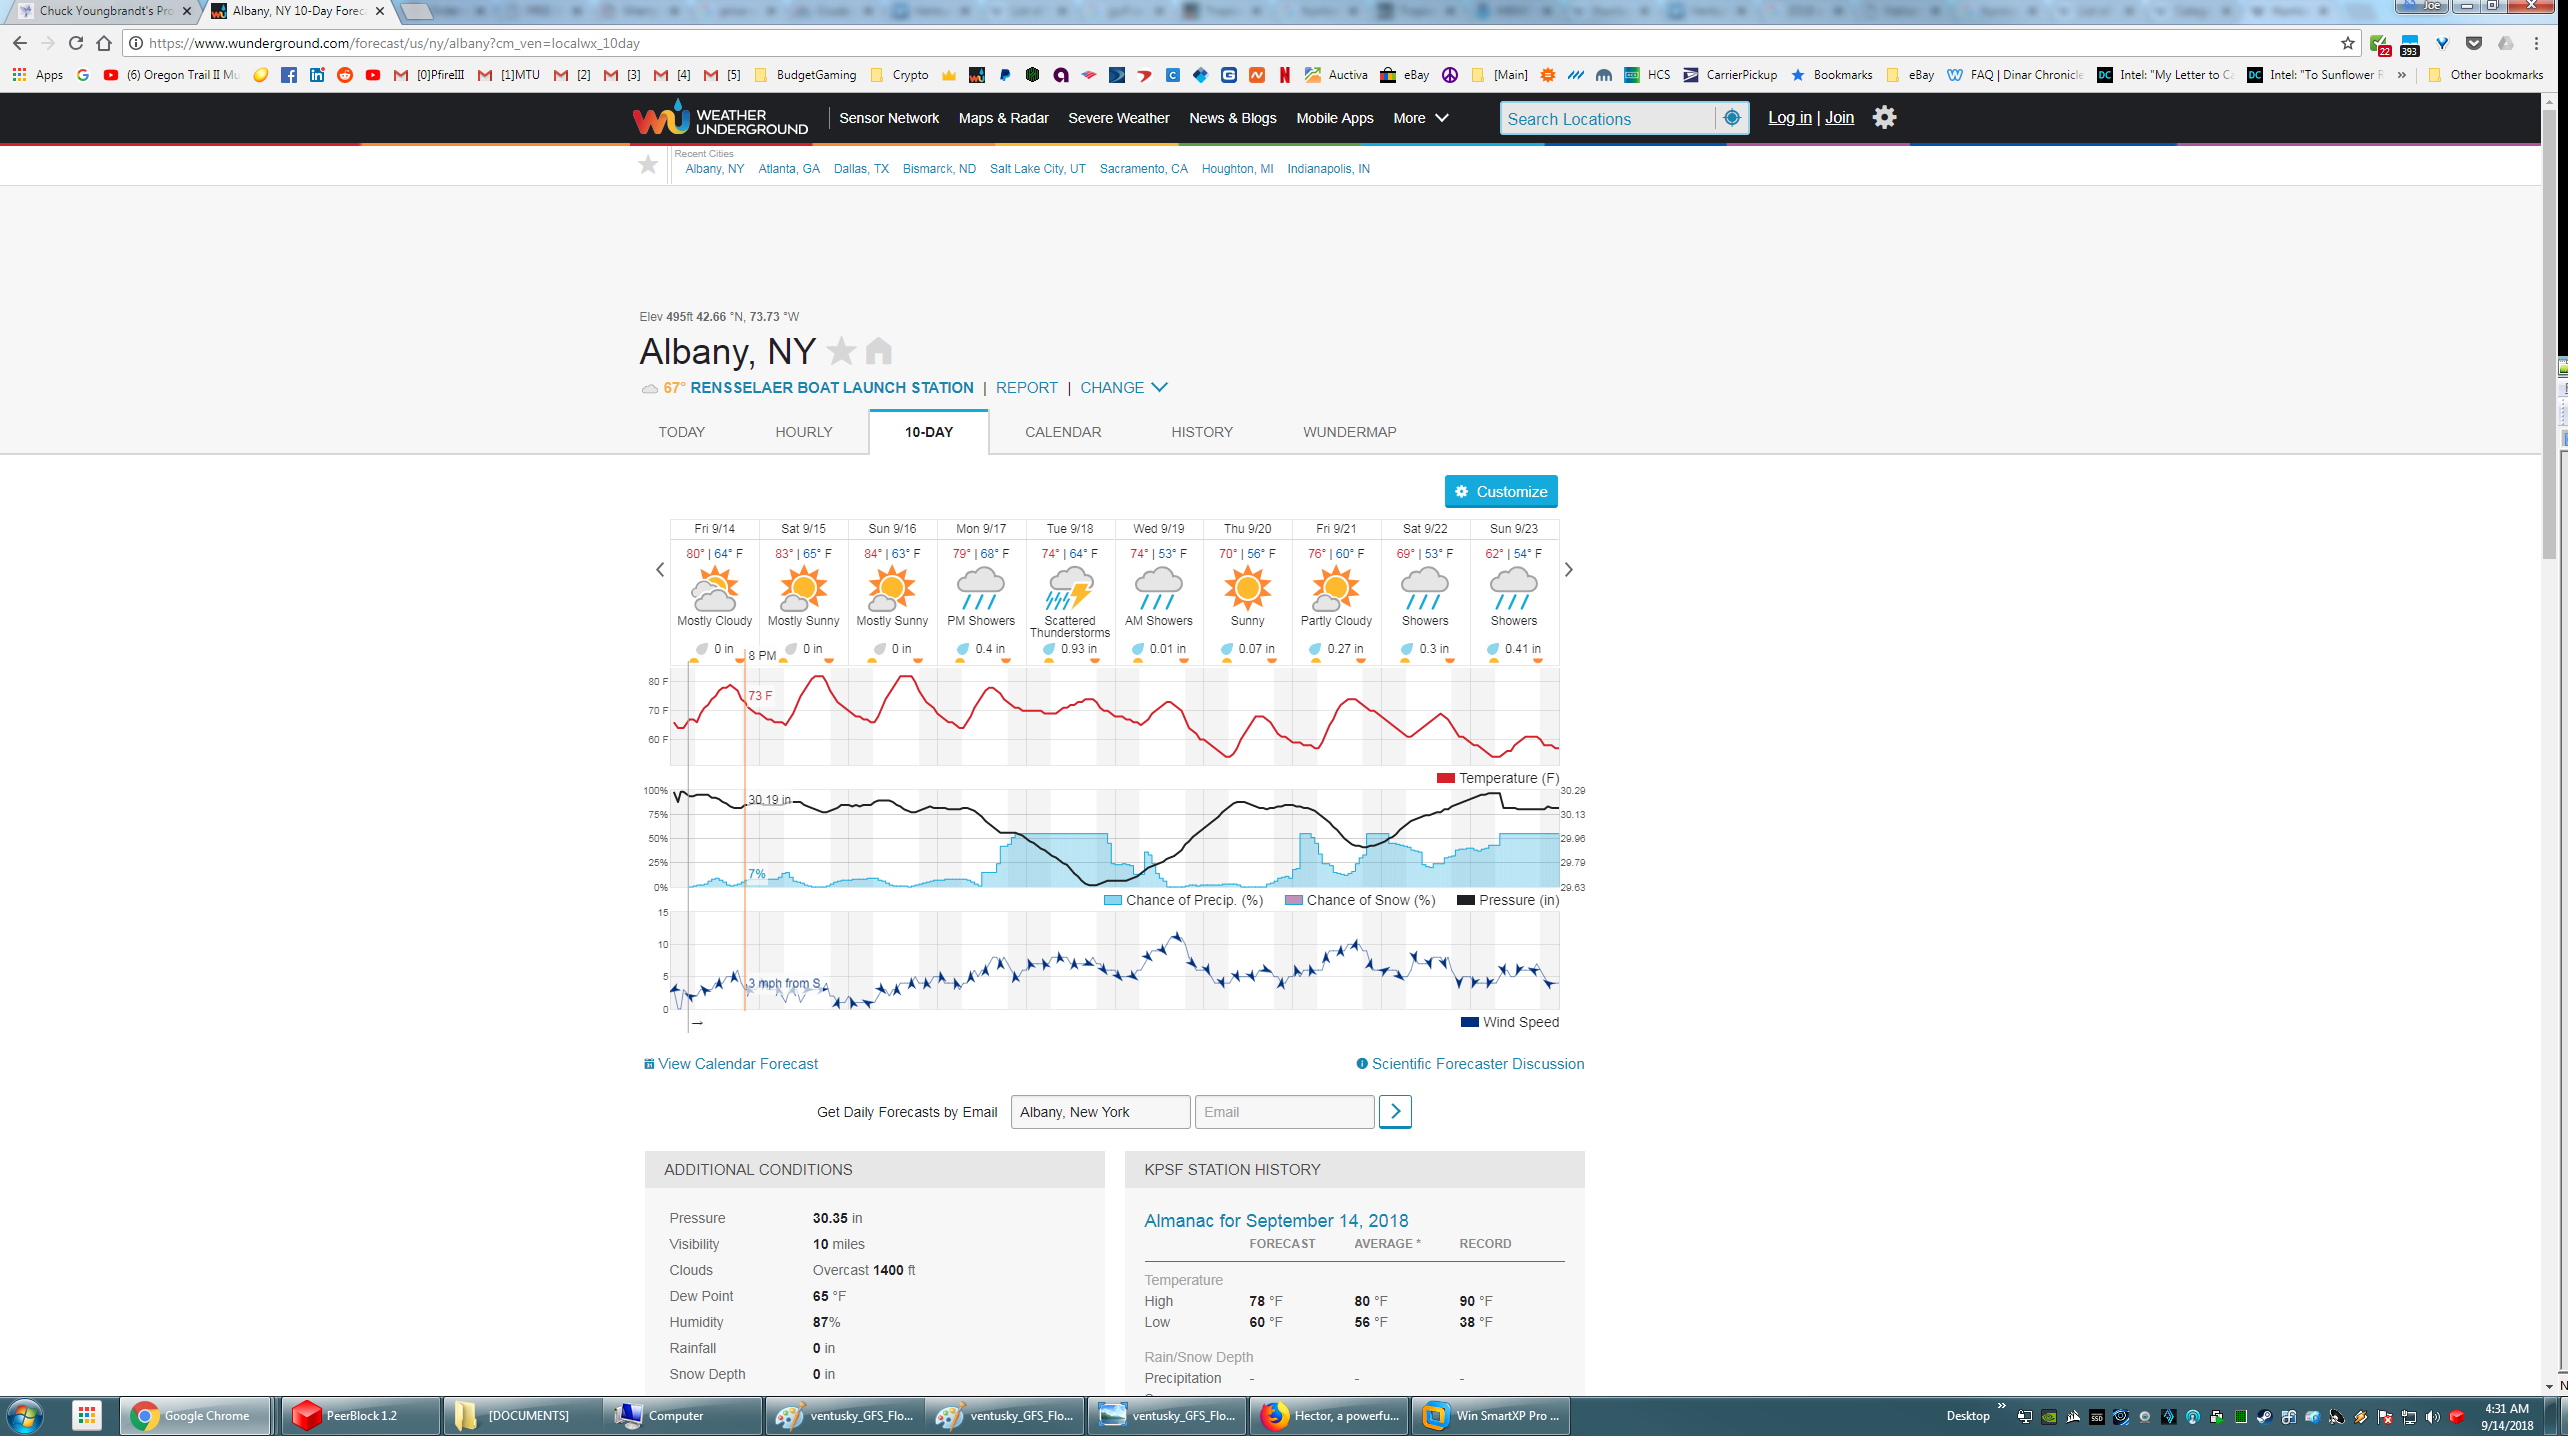 Chuck Youngbrandt's Pro
Albany, NY 10-Day Forec
Joe
https://www.wunderground.com/forecast/us/ny/albany?cm_ven=localwx_10day
22
393
Apps
(6) Oregon Trail II Mu
[0]PfireIII
[1]MTU
[2]
[3]
[4]
[5]
BudgetGaming
Crypto
Auctiva
eBay
[Main]
HCS
CarrierPickup
Bookmarks
eBay
FAQ | Dinar Chronicle
Intel: "My Letter to Ca
Intel: "To Sunflower R
Other bookmarks
WEATHER
UNDERGROUND
Sensor Network
Maps & Radar
Severe Weather
News & Blogs
Mobile Apps
More
Search Locations
Log in | Join
Recent Cities
Albany, NY Atlanta, GA Dallas, TX Bismarck, ND Salt Lake City, UT Sacramento, CA Houghton, MI Indianapolis, IN
Elev 495ft 42.66 °N, 73.73 °W
Albany, NY
67° RENSSELAER BOAT LAUNCH STATION | REPORT | CHANGE
TODAY HOURLY 10-DAY CALENDAR HISTORY WUNDERMAP
Customize
Fri 9/14 Sat 9/15 Sun 9/16 Mon 9/17 Tue 9/18 Wed 9/19 Thu 9/20 Fri 9/21 Sat 9/22 Sun 9/23
80° | 64° F 83° | 65° F 84° | 63° F 79° | 68° F 74° | 64° F 74° | 53° F 70° | 56° F 76° | 60° F 69° | 53° F 62° | 54° F
Mostly Cloudy Mostly Sunny Mostly Sunny PM Showers Scattered Thunderstorms AM Showers Sunny Partly Cloudy Showers Showers
0 in 0 in 0 in 0.4 in 0.93 in 0.01 in 0.07 in 0.27 in 0.3 in 0.41 in
8 PM
80 F
73 F
70 F
60 F
Temperature (F)
100% 30.29
30.19 in
75% 30.13
50% 29.96
25% 29.79
7%
0% 29.63
Chance of Precip. (%) Chance of Snow (%) Pressure (in)
15
10
5
3 mph from S
0
Wind Speed
View Calendar Forecast
Scientific Forecaster Discussion
Get Daily Forecasts by Email Albany, New York Email
ADDITIONAL CONDITIONS
Pressure 30.35 in
Visibility 10 miles
Clouds Overcast 1400 ft
Dew Point 65 °F
Humidity 87%
Rainfall 0 in
Snow Depth 0 in
KPSF STATION HISTORY
Almanac for September 14, 2018
FORECAST AVERAGE * RECORD
Temperature
High 78 °F 80 °F 90 °F
Low 60 °F 56 °F 38 °F
Rain/Snow Depth
Precipitation - - -
Google Chrome
PeerBlock 1.2
[DOCUMENTS]
Computer
ventusky_GFS_Flo...
ventusky_GFS_Flo...
ventusky_GFS_Flo...
Hector, a powerfu...
Win SmartXP Pro ...
Desktop
4:31 AM
9/14/2018